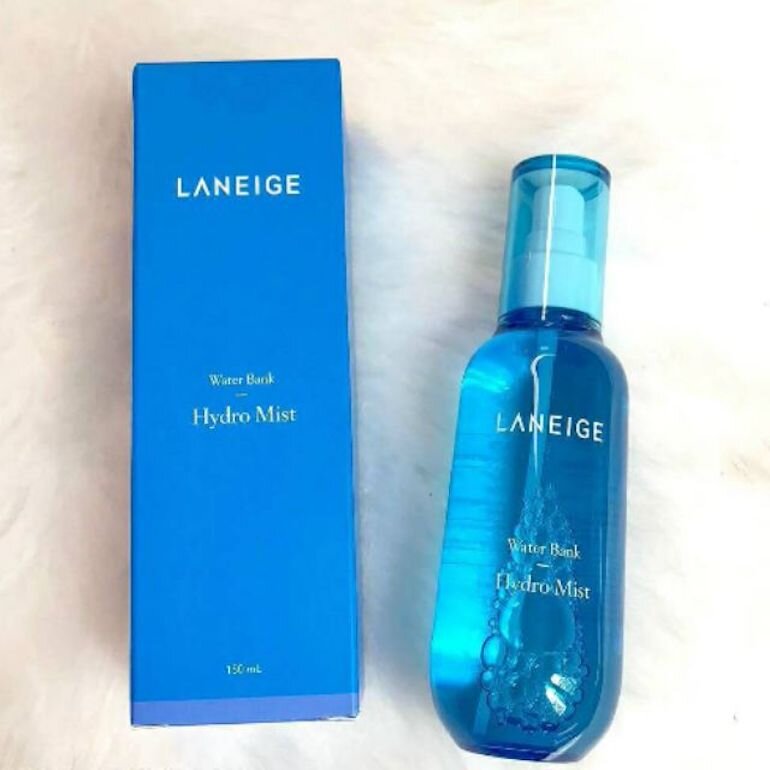 LANEIGE
Water Bank
Hydro Mist
150 mL
LANEIGE
Water Bank
Hydro Mist